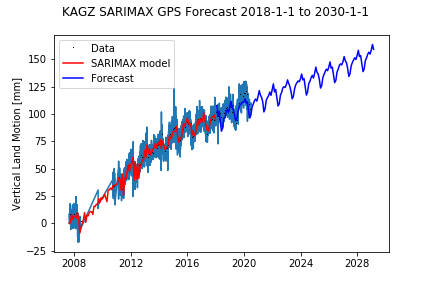 KAGZ SARIMAX GPS Forecast 2018-1-1 to 2030-1-1
Vertical Land Motion [mm]
150
125
100
75
50
25
0
−25
Data
SARIMAX model
Forecast
2008 2012 2016 2020 2024 2028